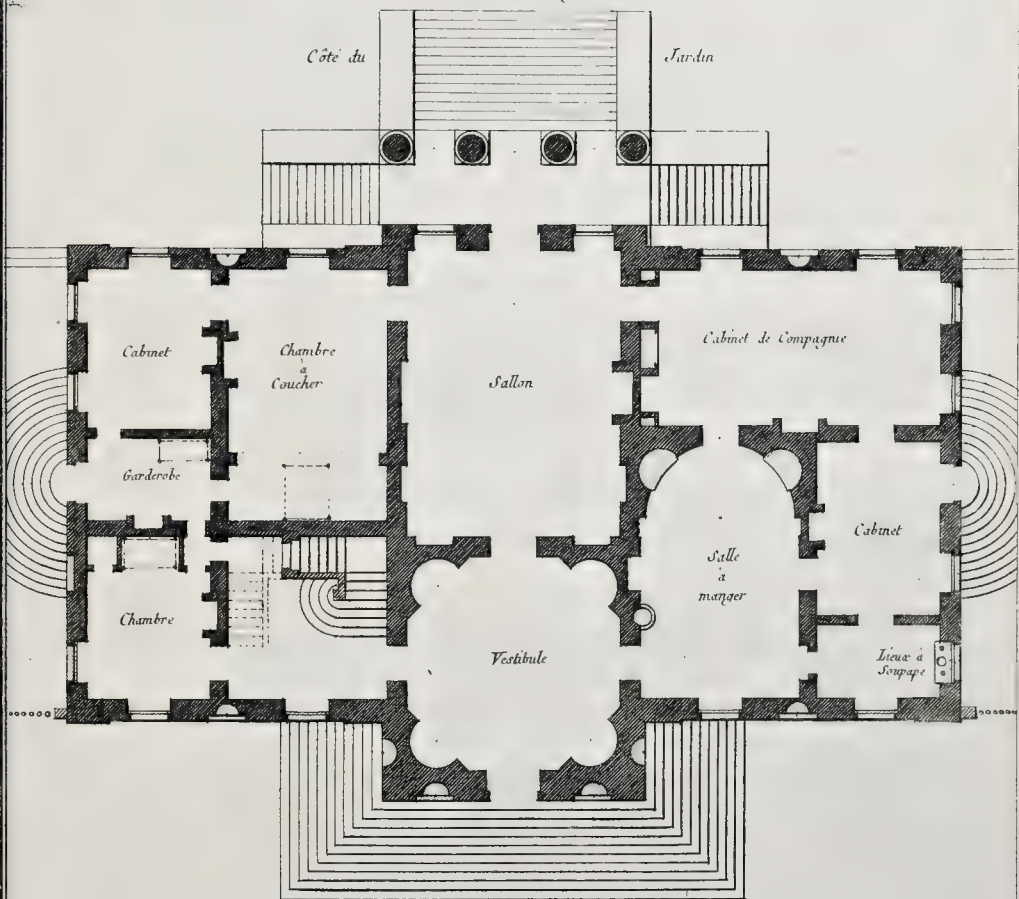 Côté du
Jardin
Cabinet
Chambre
à
Coucher
Sallon
Cabinet de Compagnie
Garderobe
Cabinet
Salle
à
manger
Chambre
Vestibule
Lieux à
Soupape